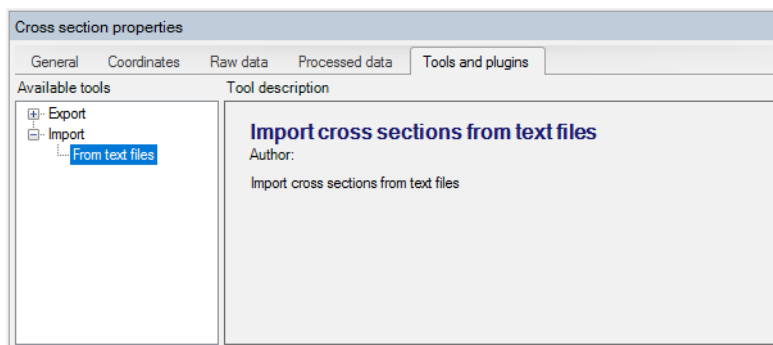 Cross section properties
General Coordinates Raw data Processed data Tools and plugins
Available tools Tool description
Export
Import
From text files
Import cross sections from text files
Author:
Import cross sections from text files